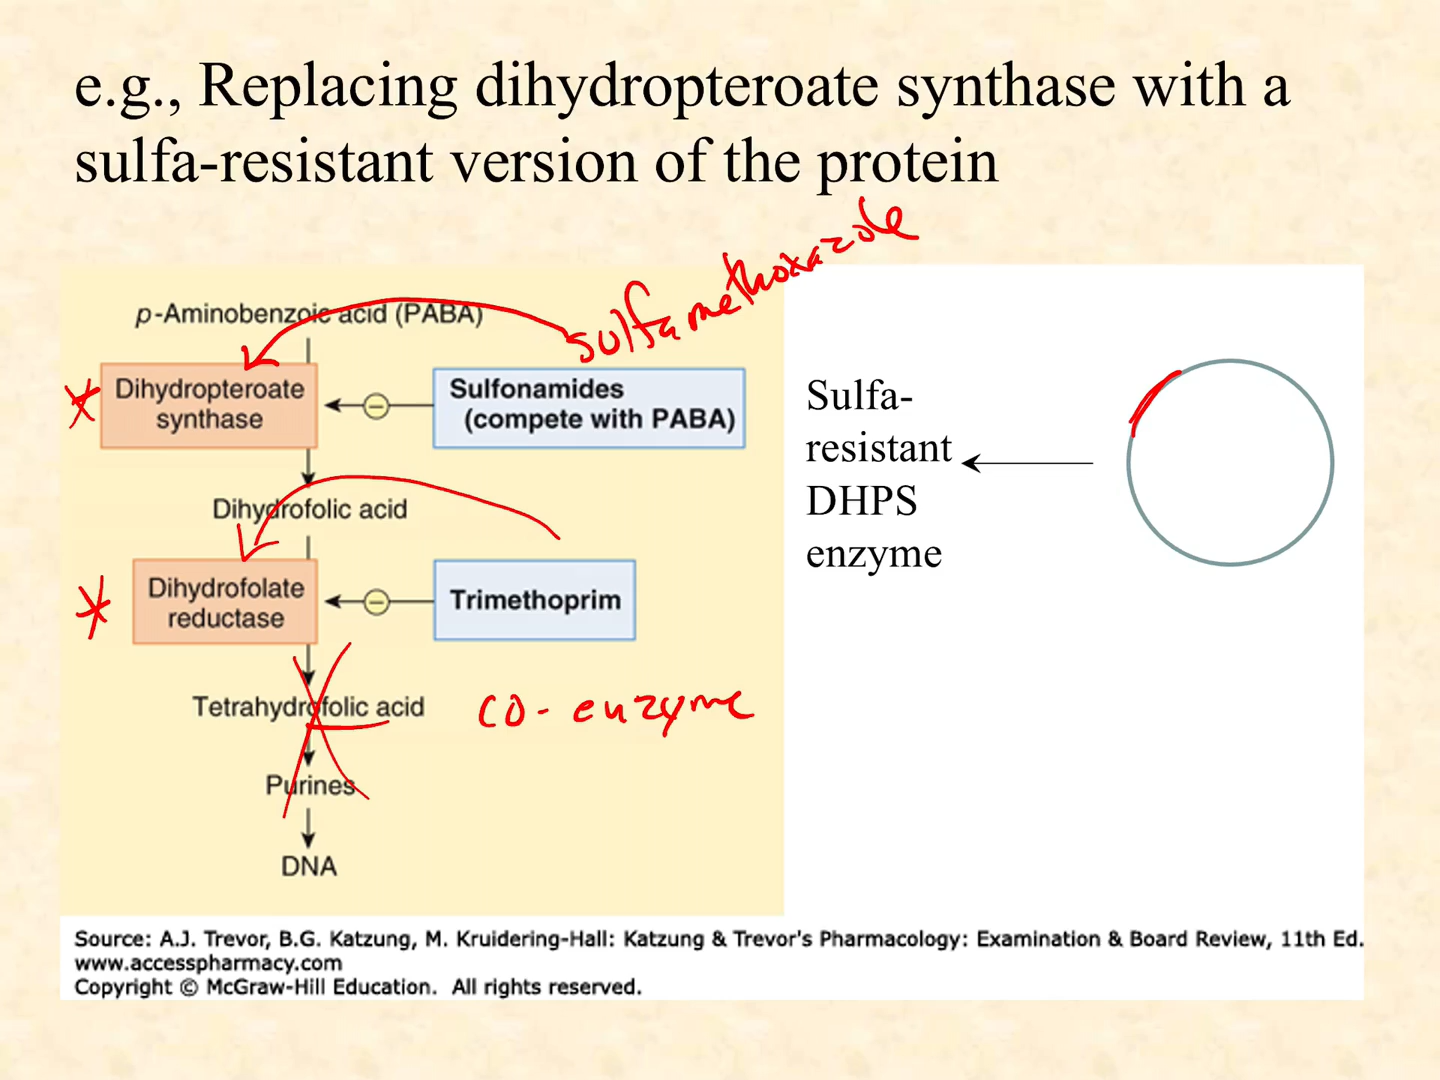 e.g., Replacing dihydropteroate synthase with a
sulfa-resistant version of the protein
sulfamethoxazole
p-Aminobenzoic acid (PABA)
Dihydropteroate
synthase
Sulfonamides
(compete with PABA)
Dihydrofolic acid
Dihydrofolate
reductase
Trimethoprim
Tetrahydrofolic acid
co-enzyme
Purines
DNA
Sulfa-
resistant
DHPS
enzyme
Source: A.J. Trevor, B.G. Katzung, M. Kruidering-Hall: Katzung & Trevor's Pharmacology: Examination & Board Review, 11th Ed.
www.accesspharmacy.com
Copyright © McGraw-Hill Education. All rights reserved.